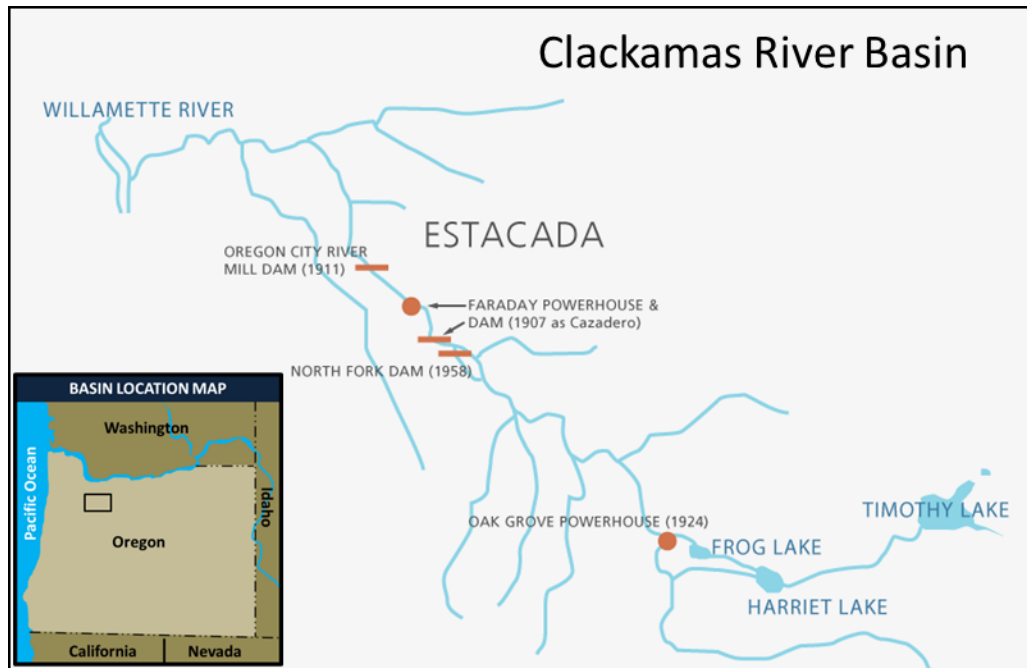 Clackamas River Basin
WILLAMETTE RIVER
ESTACADA
OREGON CITY RIVER
MILL DAM (1911)
FARADAY POWERHOUSE &
DAM (1907 as Cazadero)
NORTH FORK DAM (1958)
OAK GROVE POWERHOUSE (1924)
TIMOTHY LAKE
FROG LAKE
HARRIET LAKE
BASIN LOCATION MAP
Washington
Pacific Ocean
Idaho
Oregon
California
Nevada